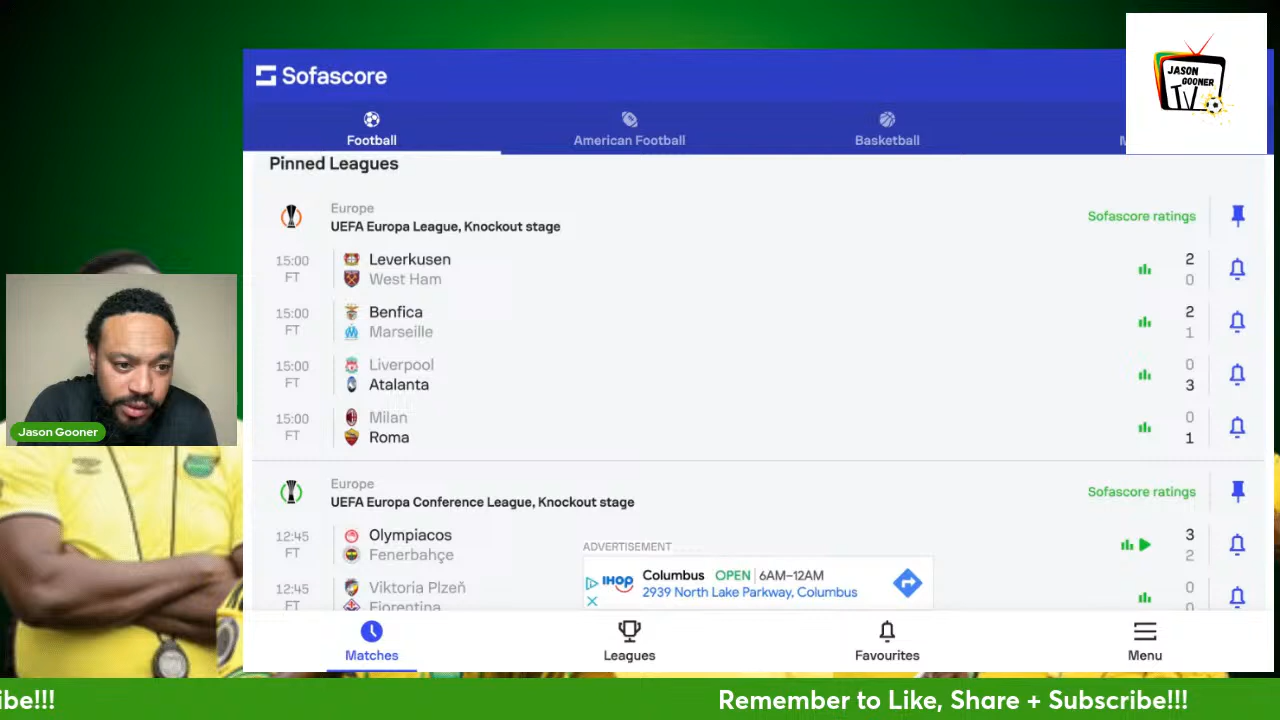 Sofascore
Football
American Football
Basketball
M
JASON
GOONER
TV
Pinned Leagues
Europe
UEFA Europa League, Knockout stage
Sofascore ratings
15:00
FT
Leverkusen
West Ham
2
0
15:00
FT
Benfica
Marseille
2
1
15:00
FT
Liverpool
Atalanta
0
3
15:00
FT
Milan
Roma
0
1
Europe
UEFA Europa Conference League, Knockout stage
Sofascore ratings
12:45
FT
Olympiacos
Fenerbahçe
3
2
12:45
FT
Viktoria Plzeň
Fiorentina
0
0
ADVERTISEMENT
IHOP
Columbus OPEN 6AM–12AM
2939 North Lake Parkway, Columbus
Matches
Leagues
Favourites
Menu
Jason Gooner
ibe!!!
Remember to Like, Share + Subscribe!!!